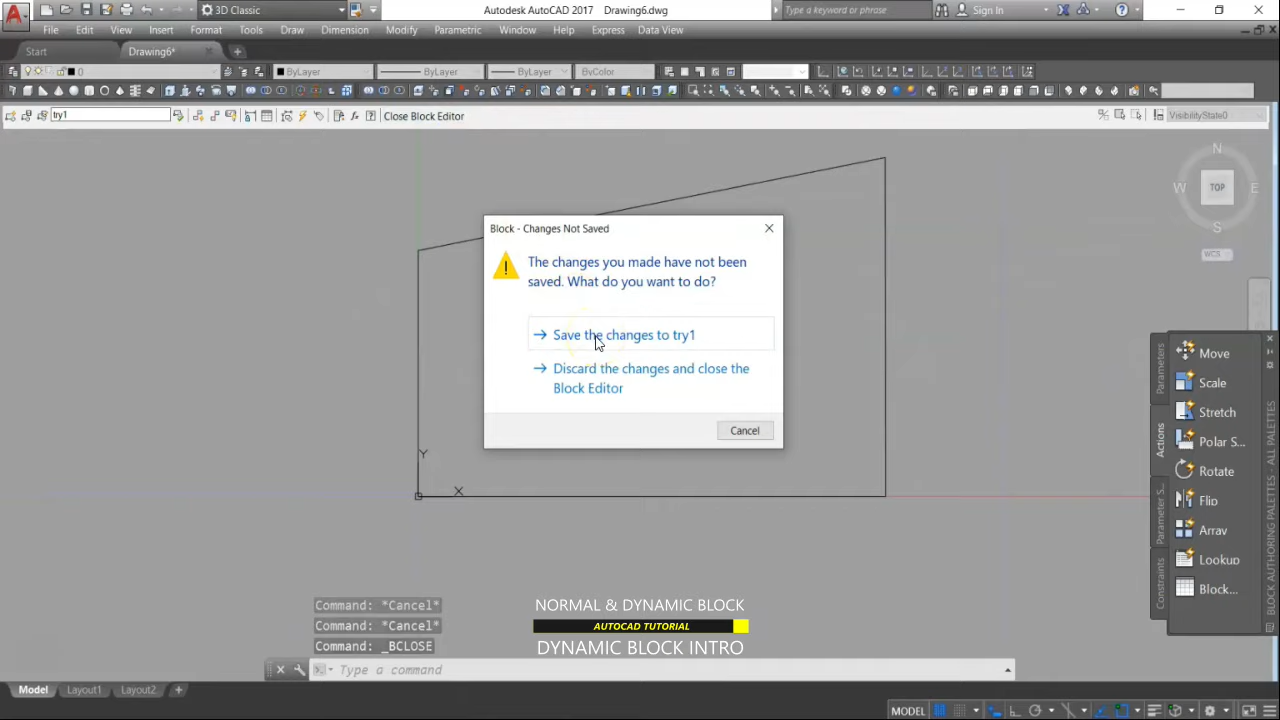 3D Classic
Autodesk AutoCAD 2017 Drawing6.dwg
Type a keyword or phrase
Sign In
File Edit View Insert Format Tools Draw Dimension Modify Parametric Window Help Express Data View
Start
Drawing6*
0
ByLayer
ByLayer
ByLayer
ByColor
try1
Close Block Editor
VisibilityState0
N
W
TOP
E
S
WCS
Block - Changes Not Saved
The changes you made have not been
saved. What do you want to do?
Save the changes to try1
Discard the changes and close the
Block Editor
Cancel
Y
X
Parameters
Actions
Parameter S...
Constraints
Move
Scale
Stretch
Polar S...
Rotate
Flip
Array
Lookup
Block...
BLOCK AUTHORING PALETTES - ALL PALETTES
Command: *Cancel*
Command: *Cancel*
Command: _BCLOSE
NORMAL & DYNAMIC BLOCK
AUTOCAD TUTORIAL
DYNAMIC BLOCK INTRO
Type a command
Model
Layout1
Layout2
MODEL